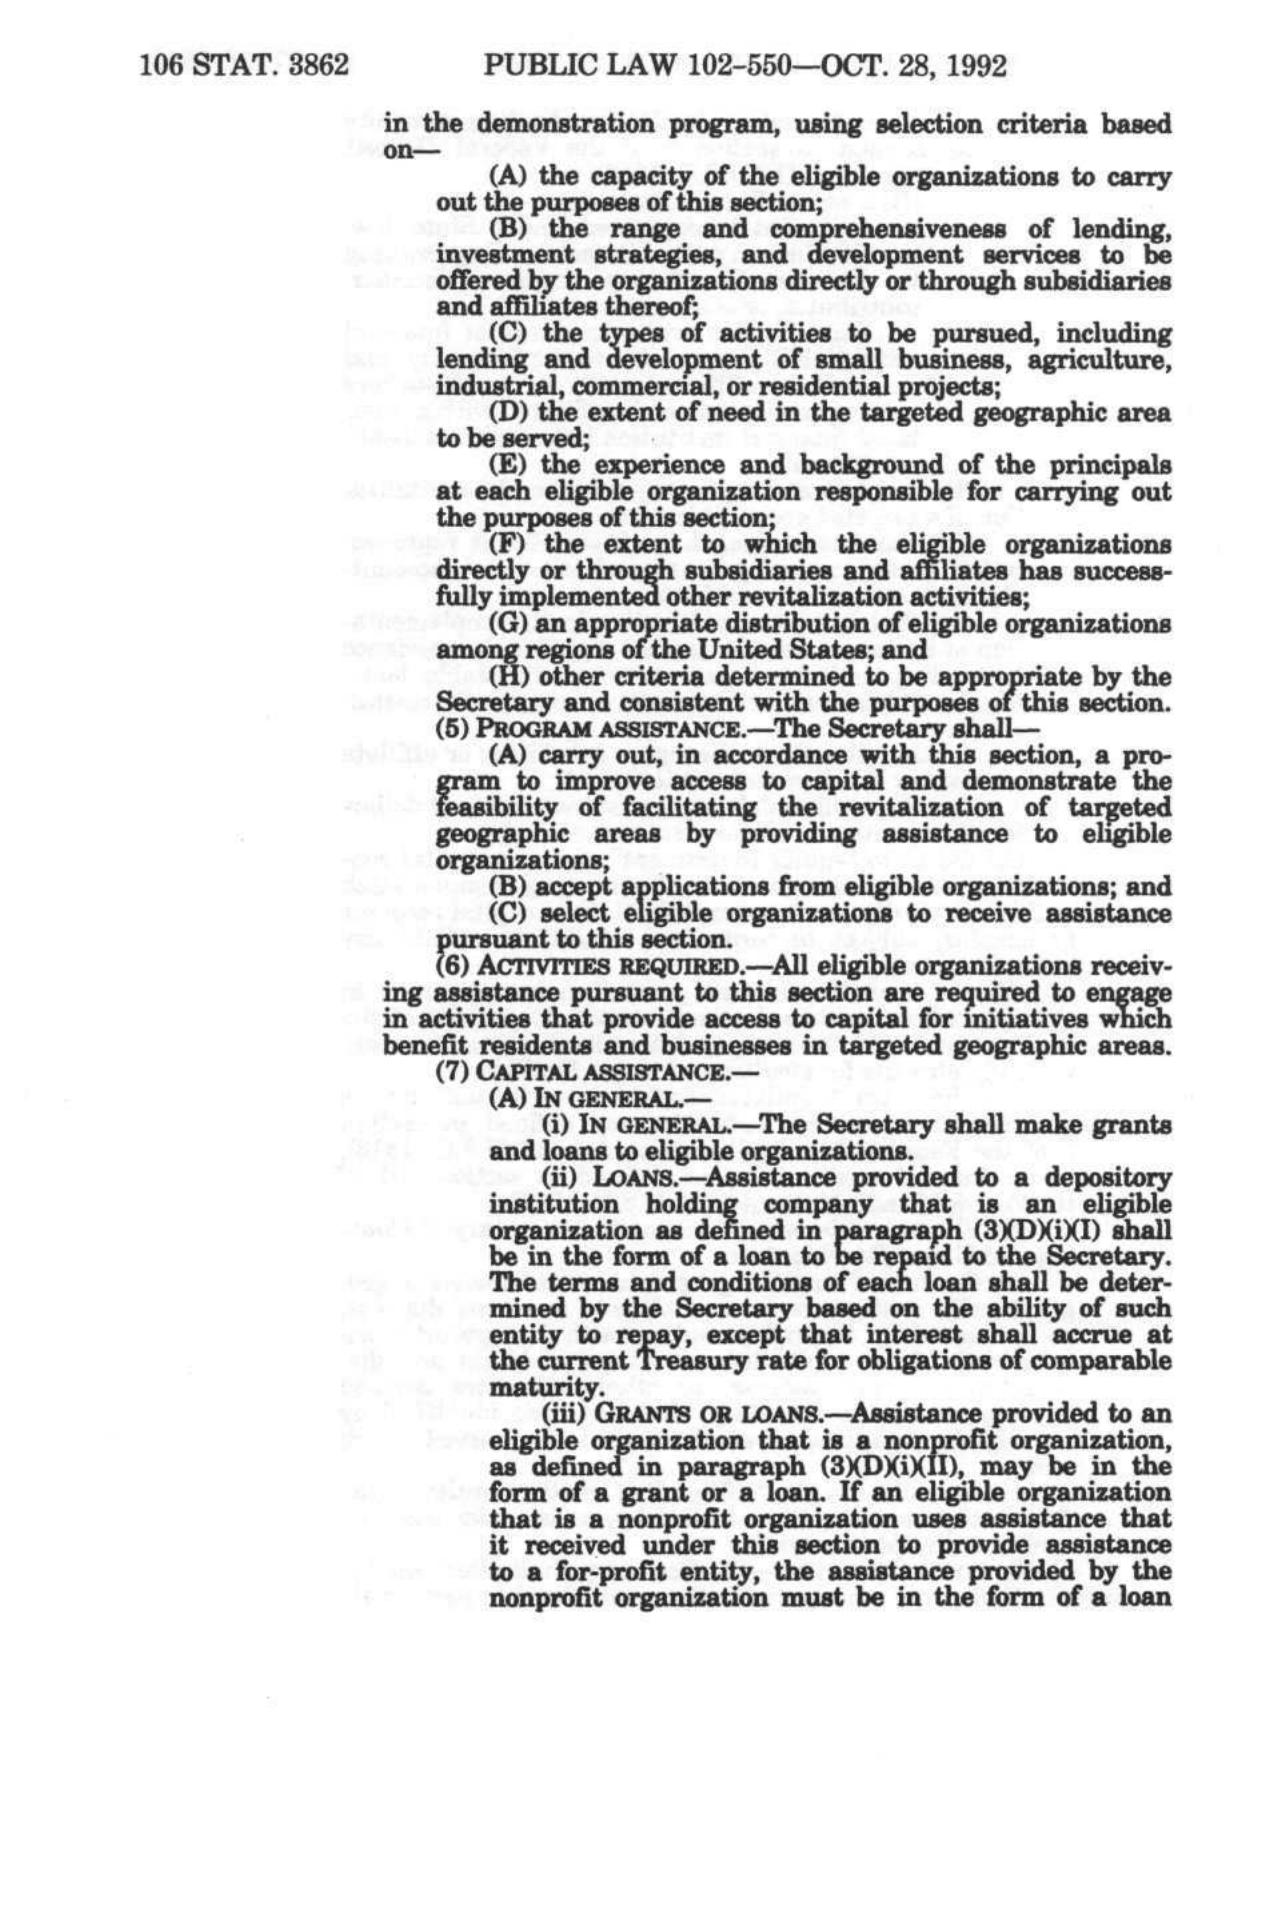 106 STAT. 3862 PUBLIC LAW 102-550—OCT. 28, 1992
in the demonstration program, using selection criteria based
on—
(A) the capacity of the eligible organizations to carry
out the purposes of this section;
(B) the range and comprehensiveness of lending,
investment strategies, and development services to be
offered by the organizations directly or through subsidiaries
and affiliates thereof;
(C) the types of activities to be pursued, including
lending and development of small business, agriculture,
industrial, commercial, or residential projects;
(D) the extent of need in the targeted geographic area
to be served;
(E) the experience and background of the principals
at each eligible organization responsible for carrying out
the purposes of this section;
(F) the extent to which the eligible organizations
directly or through subsidiaries and affiliates has success-
fully implemented other revitalization activities;
(G) an appropriate distribution of eligible organizations
among regions of the United States; and
(H) other criteria determined to be appropriate by the
Secretary and consistent with the purposes of this section.
(5) PROGRAM ASSISTANCE.—The Secretary shall—
(A) carry out, in accordance with this section, a pro-
gram to improve access to capital and demonstrate the
feasibility of facilitating the revitalization of targeted
geographic areas by providing assistance to eligible
organizations;
(B) accept applications from eligible organizations; and
(C) select eligible organizations to receive assistance
pursuant to this section.
(6) ACTIVITIES REQUIRED.—All eligible organizations receiv-
ing assistance pursuant to this section are required to engage
in activities that provide access to capital for initiatives which
benefit residents and businesses in targeted geographic areas.
(7) CAPITAL ASSISTANCE.—
(A) IN GENERAL.—
(i) IN GENERAL.—The Secretary shall make grants
and loans to eligible organizations.
(ii) LOANS.—Assistance provided to a depository
institution holding company that is an eligible
organization as defined in paragraph (3)(D)(i)(I) shall
be in the form of a loan to be repaid to the Secretary.
The terms and conditions of each loan shall be deter-
mined by the Secretary based on the ability of such
entity to repay, except that interest shall accrue at
the current Treasury rate for obligations of comparable
maturity.
(iii) GRANTS OR LOANS.—Assistance provided to an
eligible organization that is a nonprofit organization,
as defined in paragraph (3)(D)(i)(II), may be in the
form of a grant or a loan. If an eligible organization
that is a nonprofit organization uses assistance that
it received under this section to provide assistance
to a for-profit entity, the assistance provided by the
nonprofit organization must be in the form of a loan